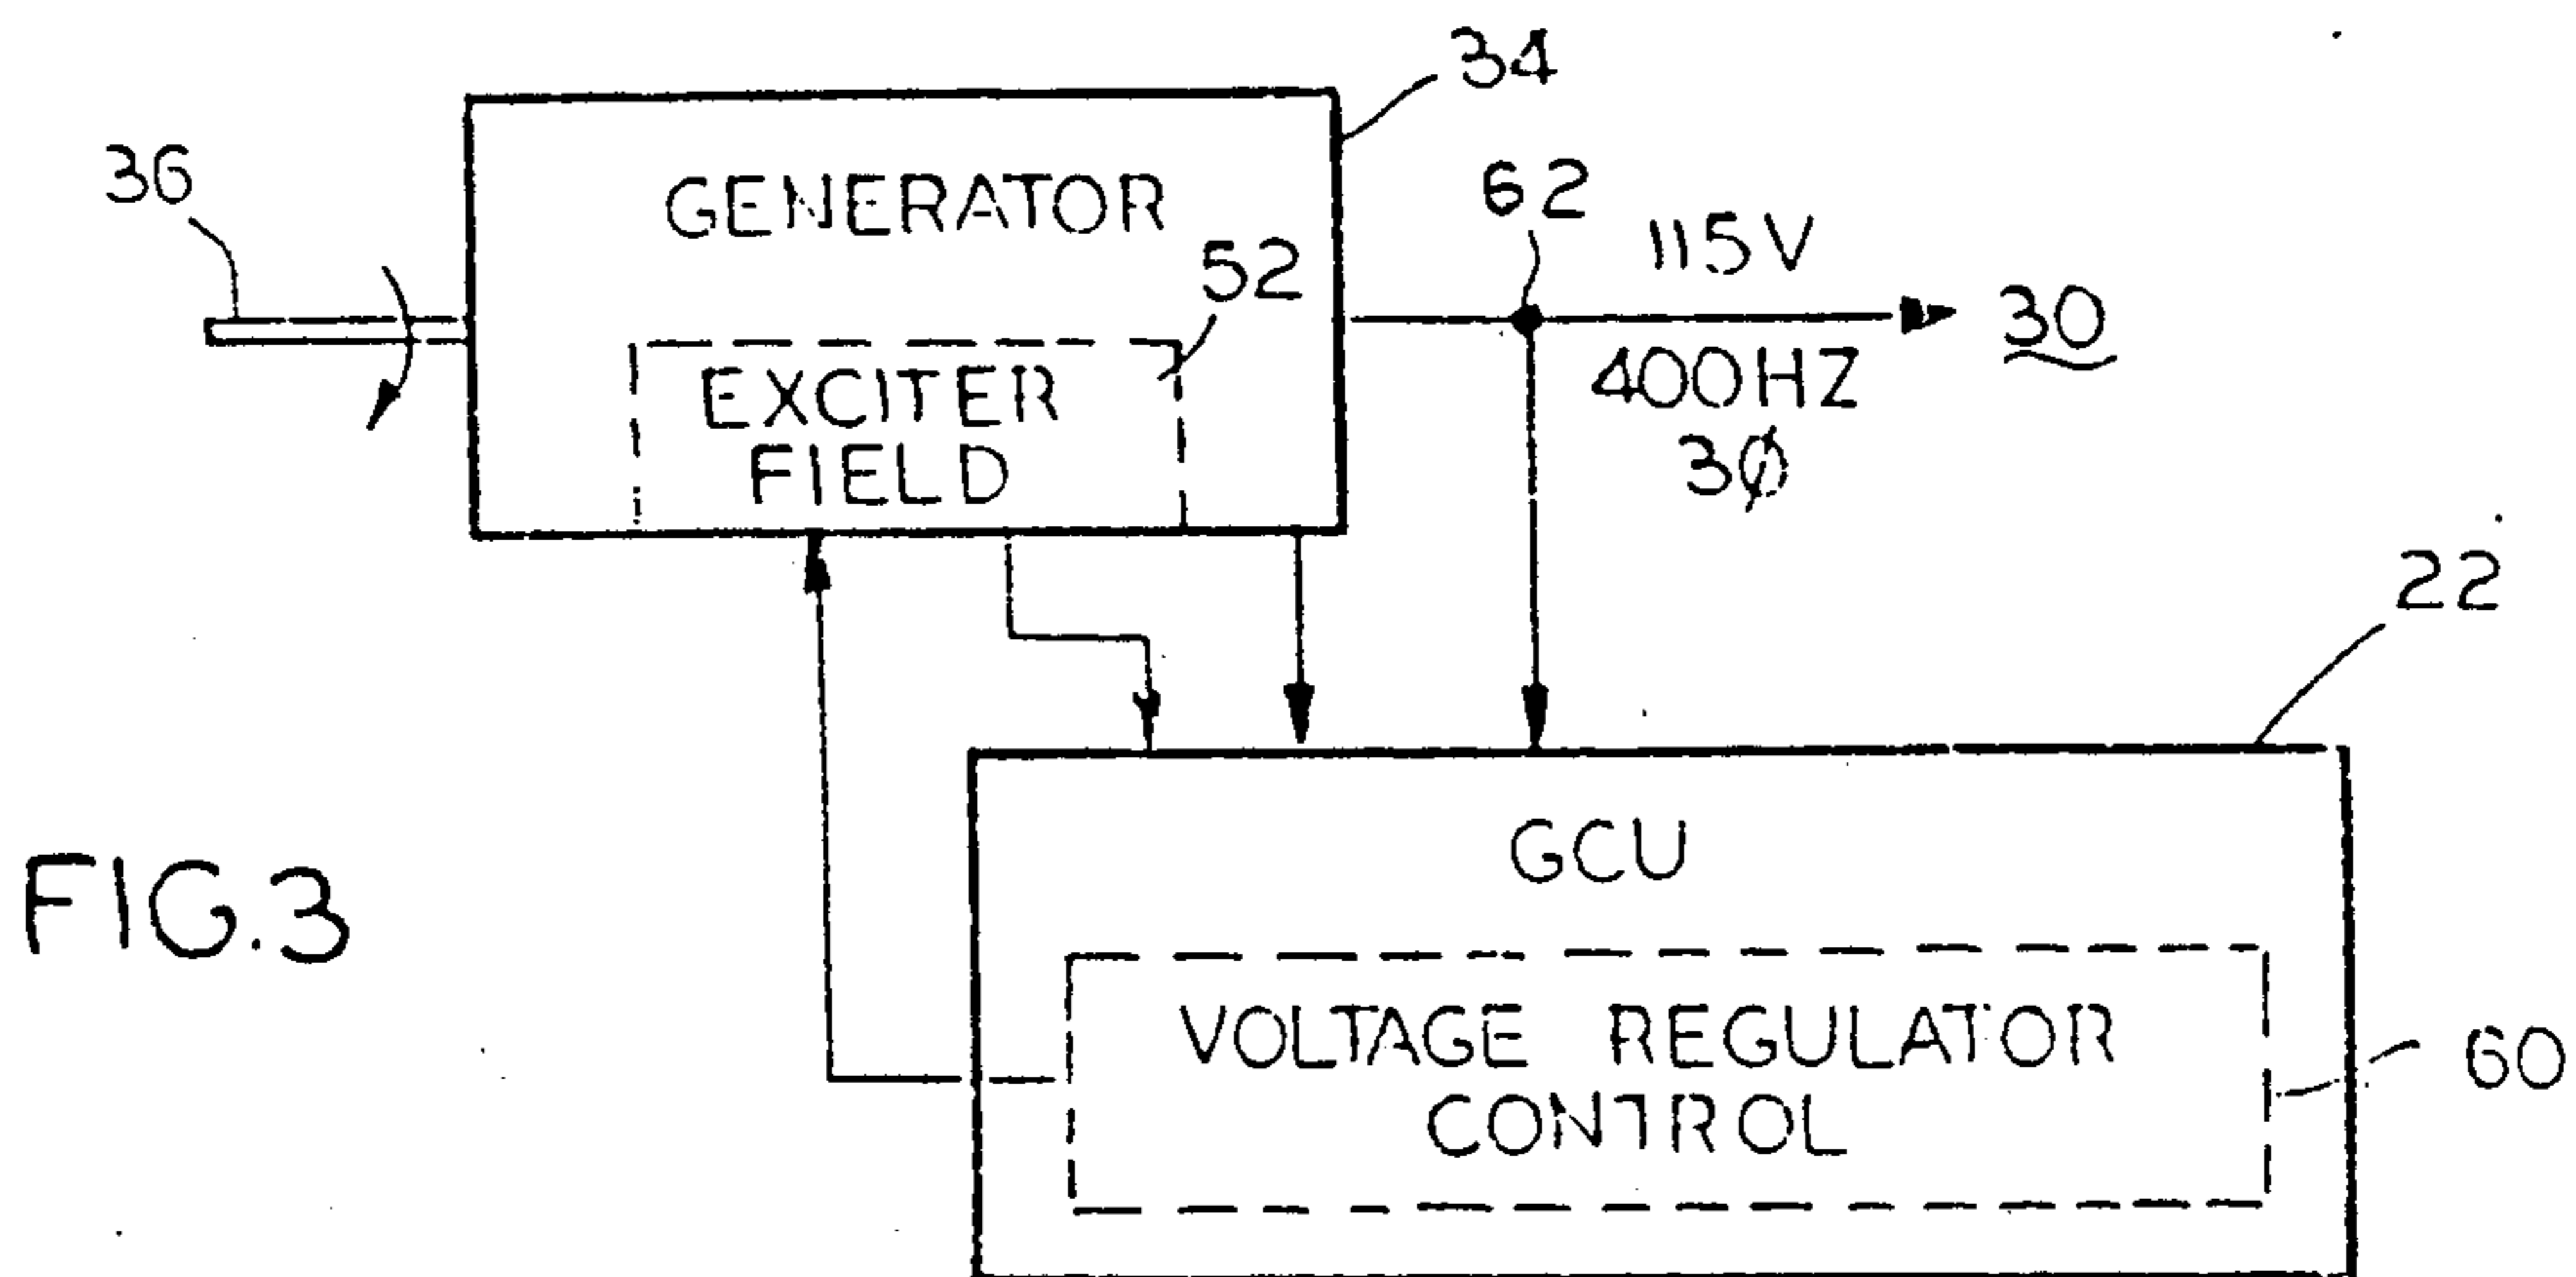 34
36
GENERATOR
62
115V
52
30
EXCITER
FIELD
400HZ
3Ø
22
GCU
FIG.3
VOLTAGE REGULATOR
CONTROL
60